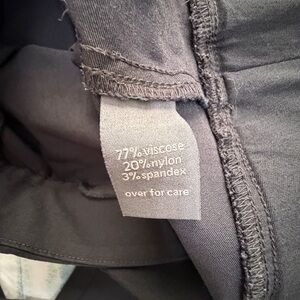 77% viscose
20% nylon
3% spandex
over for care